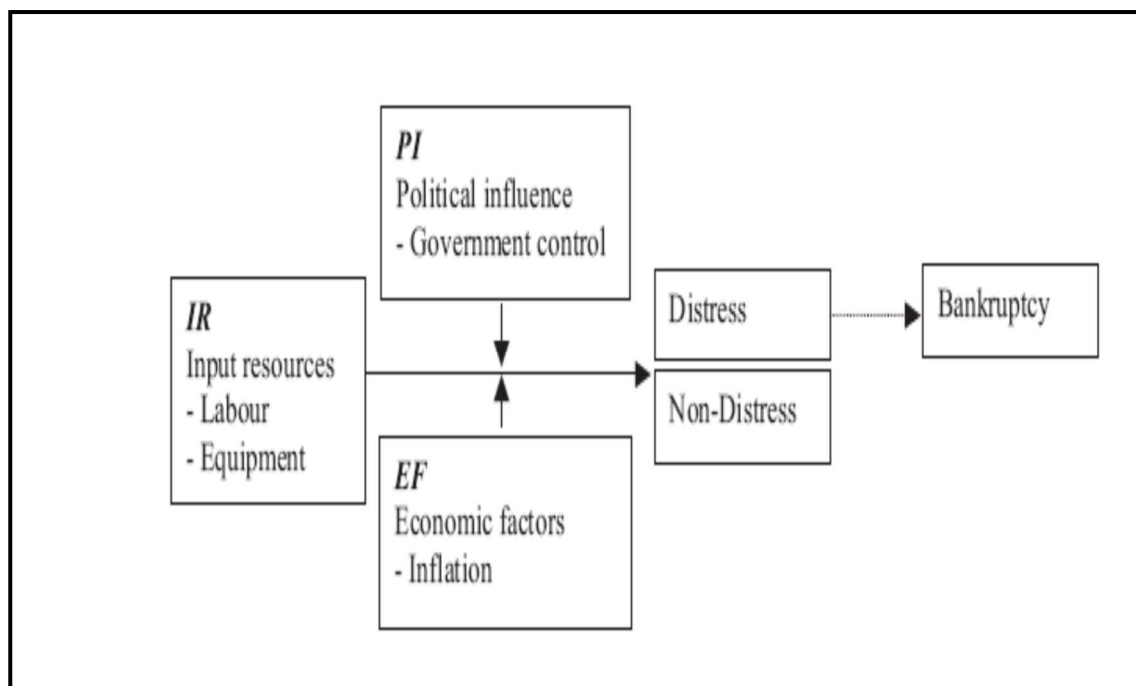 PI
Political influence
- Government control
IR
Input resources
- Labour
- Equipment
EF
Economic factors
- Inflation
Distress
Non-Distress
Bankruptcy